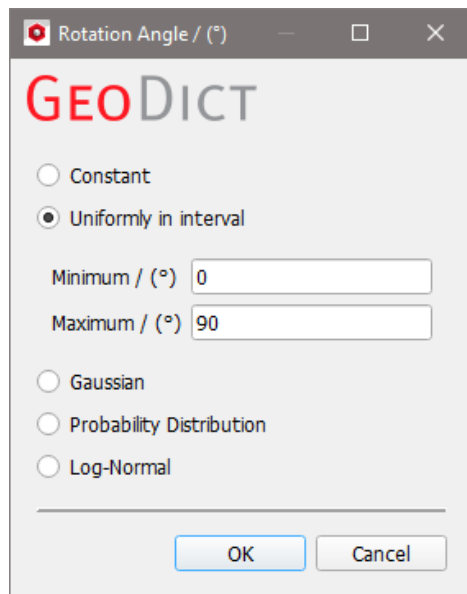 Rotation Angle / (°)
GEODICT
Constant
Uniformly in interval
Minimum / (°) 0
Maximum / (°) 90
Gaussian
Probability Distribution
Log-Normal
OK Cancel